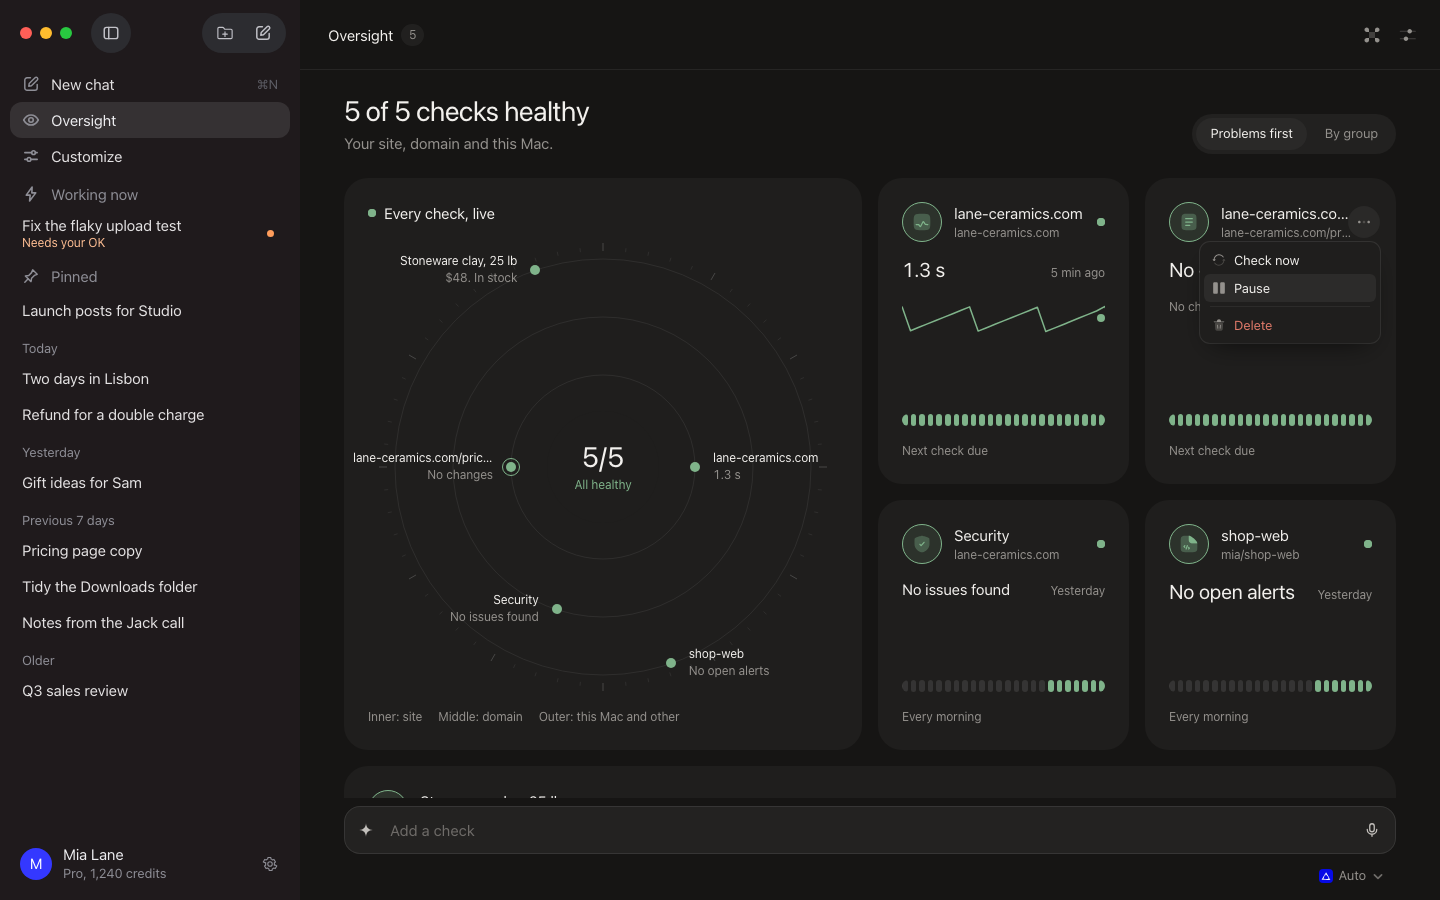 New chat
⌘N
Oversight
Customize
Working now
Fix the flaky upload test
Needs your OK
Pinned
Launch posts for Studio
Today
Two days in Lisbon
Refund for a double charge
Yesterday
Gift ideas for Sam
Previous 7 days
Pricing page copy
Tidy the Downloads folder
Notes from the Jack call
Older
Q3 sales review
M
Mia Lane
Pro, 1,240 credits
Oversight 5
5 of 5 checks healthy
Your site, domain and this Mac.
Problems first
By group
Every check, live
Stoneware clay, 25 lb
$48. In stock
lane-ceramics.com/pric...
No changes
5/5
All healthy
lane-ceramics.com
1.3 s
Security
No issues found
shop-web
No open alerts
Inner: site
Middle: domain
Outer: this Mac and other
lane-ceramics.com
lane-ceramics.com
1.3 s
5 min ago
Next check due
lane-ceramics.co...
lane-ceramics.com/pr...
No
No ch
Check now
Pause
Delete
Next check due
Security
lane-ceramics.com
No issues found
Yesterday
Every morning
shop-web
mia/shop-web
No open alerts
Yesterday
Every morning
Add a check
Auto